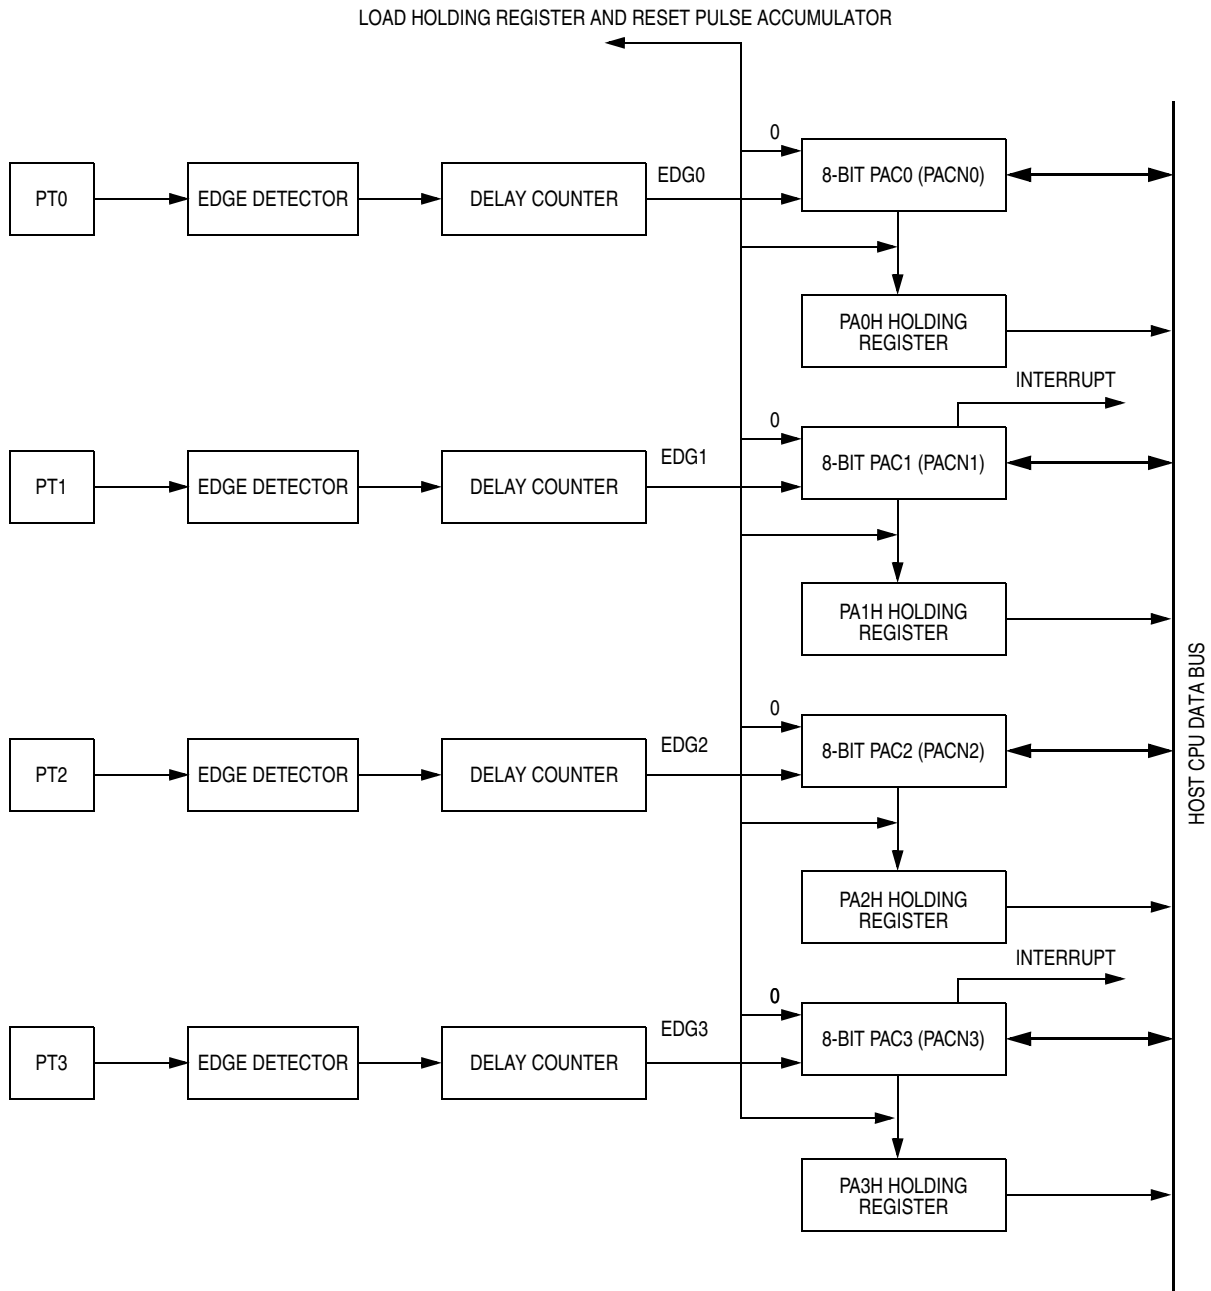 LOAD HOLDING REGISTER AND RESET PULSE ACCUMULATOR
0
PT0
EDGE DETECTOR
DELAY COUNTER
EDG0
8-BIT PAC0 (PACN0)
PA0H HOLDING
REGISTER
INTERRUPT
0
PT1
EDGE DETECTOR
DELAY COUNTER
EDG1
8-BIT PAC1 (PACN1)
PA1H HOLDING
REGISTER
0
PT2
EDGE DETECTOR
DELAY COUNTER
EDG2
8-BIT PAC2 (PACN2)
PA2H HOLDING
REGISTER
INTERRUPT
0
PT3
EDGE DETECTOR
DELAY COUNTER
EDG3
8-BIT PAC3 (PACN3)
PA3H HOLDING
REGISTER
HOST CPU DATA BUS